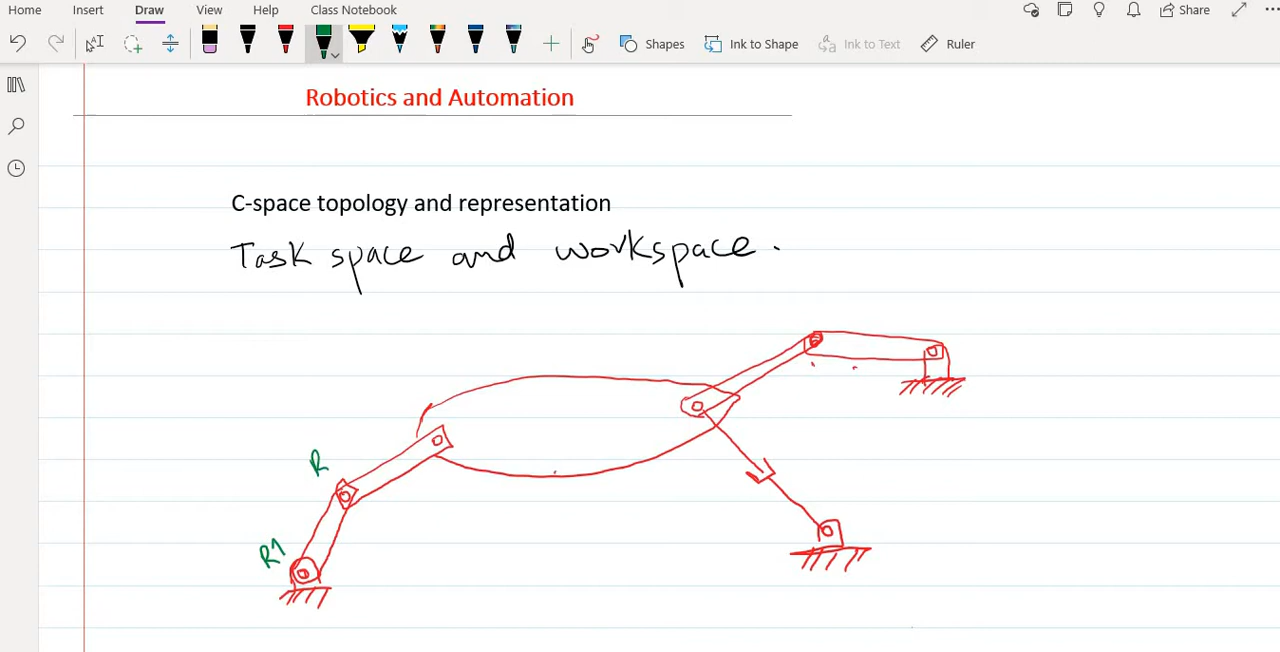 Home Insert Draw View Help Class Notebook Share
Shapes Ink to Shape Ink to Text Ruler
Robotics and Automation
C-space topology and representation
Task space and workspace.
R
R1